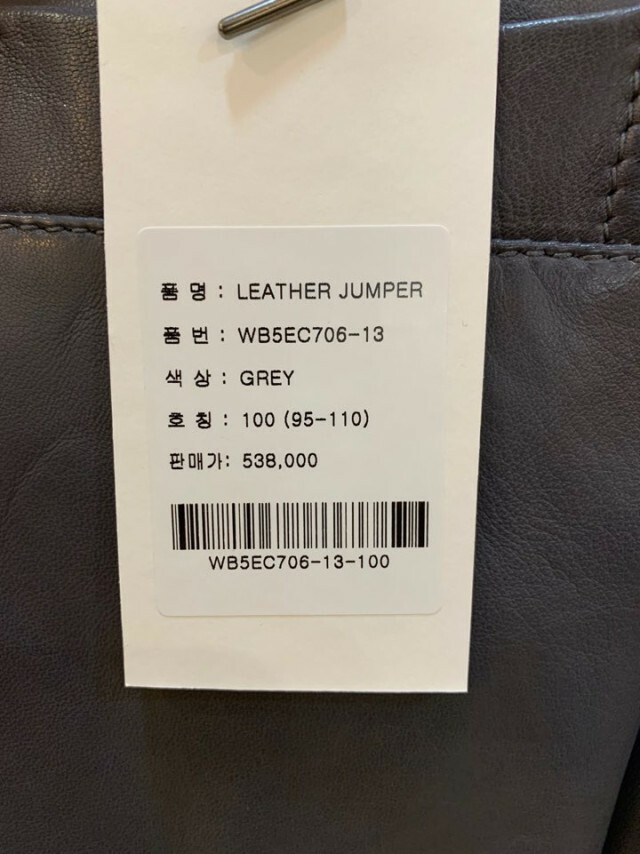 품 명 : LEATHER JUMPER
품 번 : WB5EC706-13
색 상 : GREY
호 칭 : 100 (95-110)
판매가: 538,000
WB5EC706-13-100